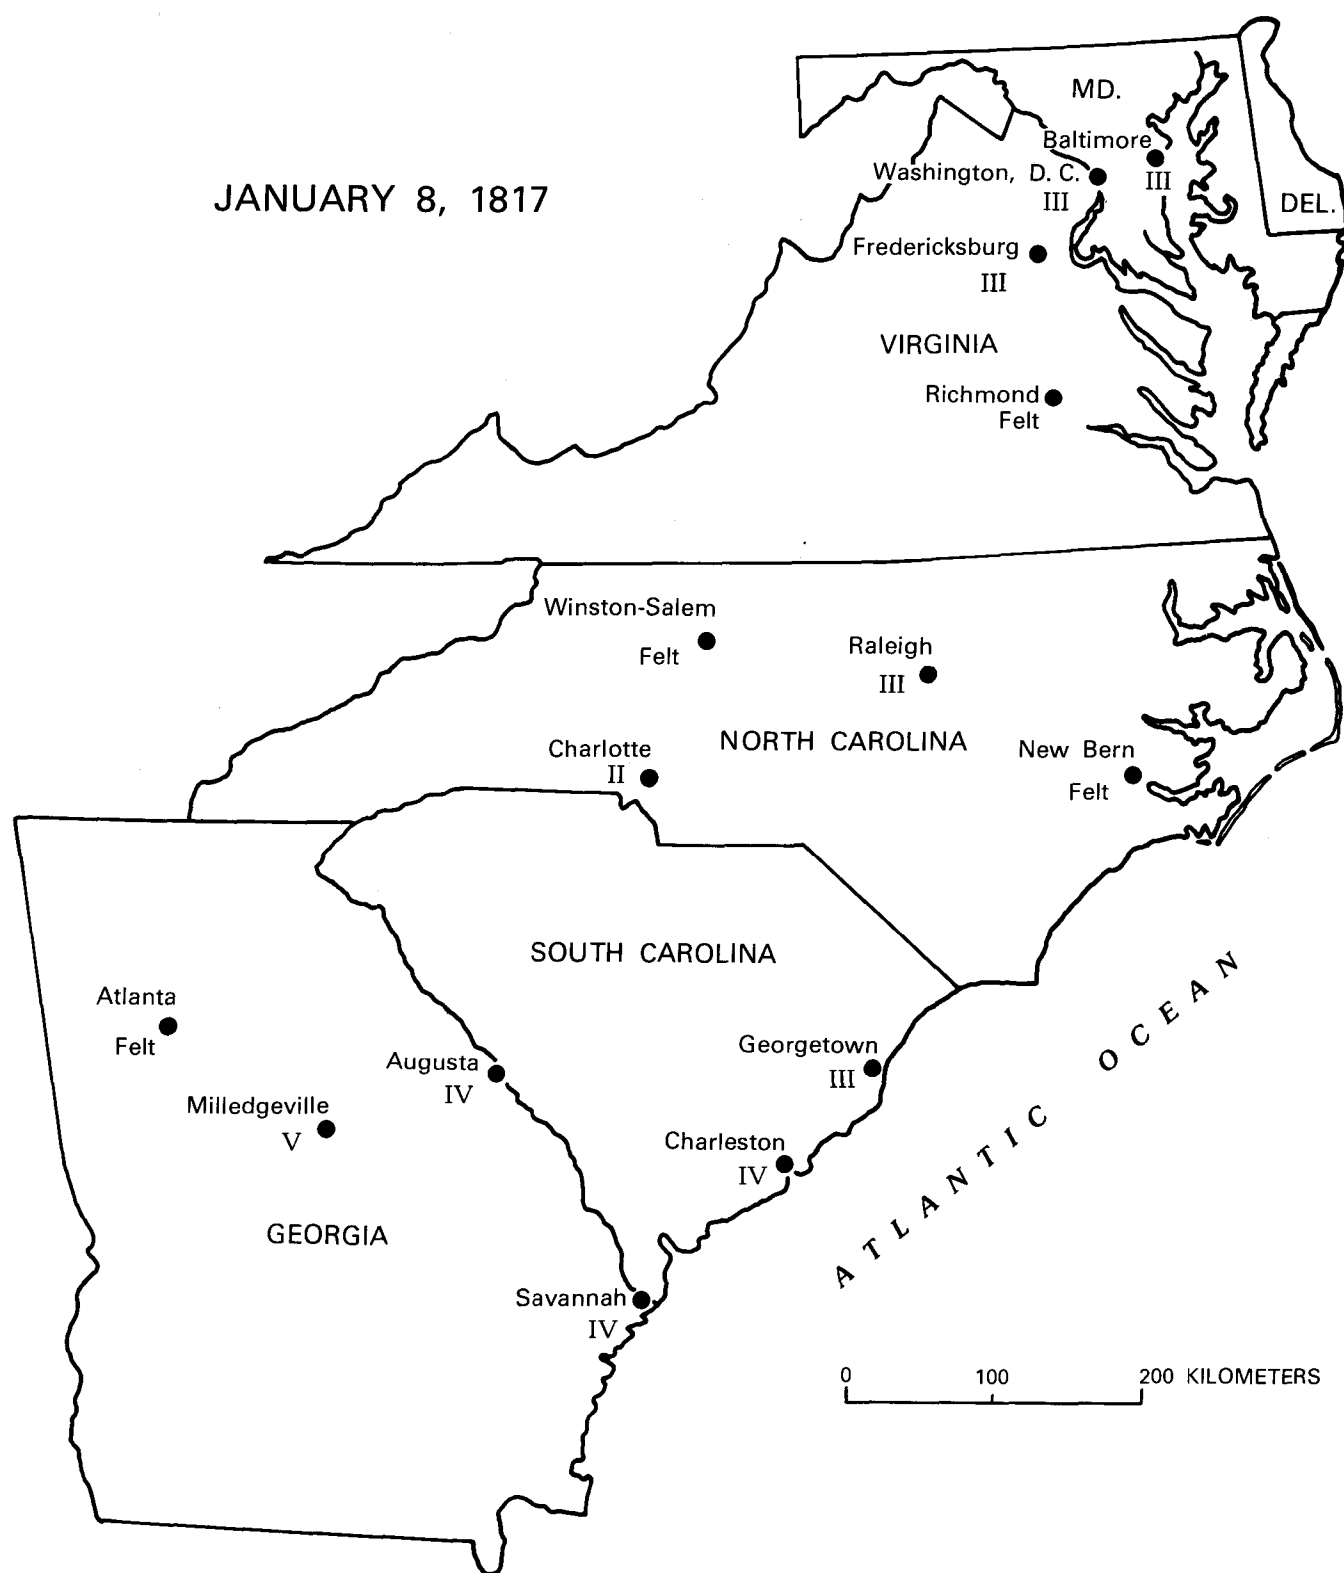 MD.
Baltimore
III
Washington, D. C.
III
JANUARY 8, 1817
DEL.
Fredericksburg
III
VIRGINIA
Richmond
Felt
Winston-Salem
Felt
Raleigh
III
NORTH CAROLINA
Charlotte
II
New Bern
Felt
SOUTH CAROLINA
Atlanta
Felt
Augusta
IV
Georgetown
III
Milledgeville
V
Charleston
IV
GEORGIA
ATLANTIC OCEAN
Savannah
IV
0 100 200 KILOMETERS